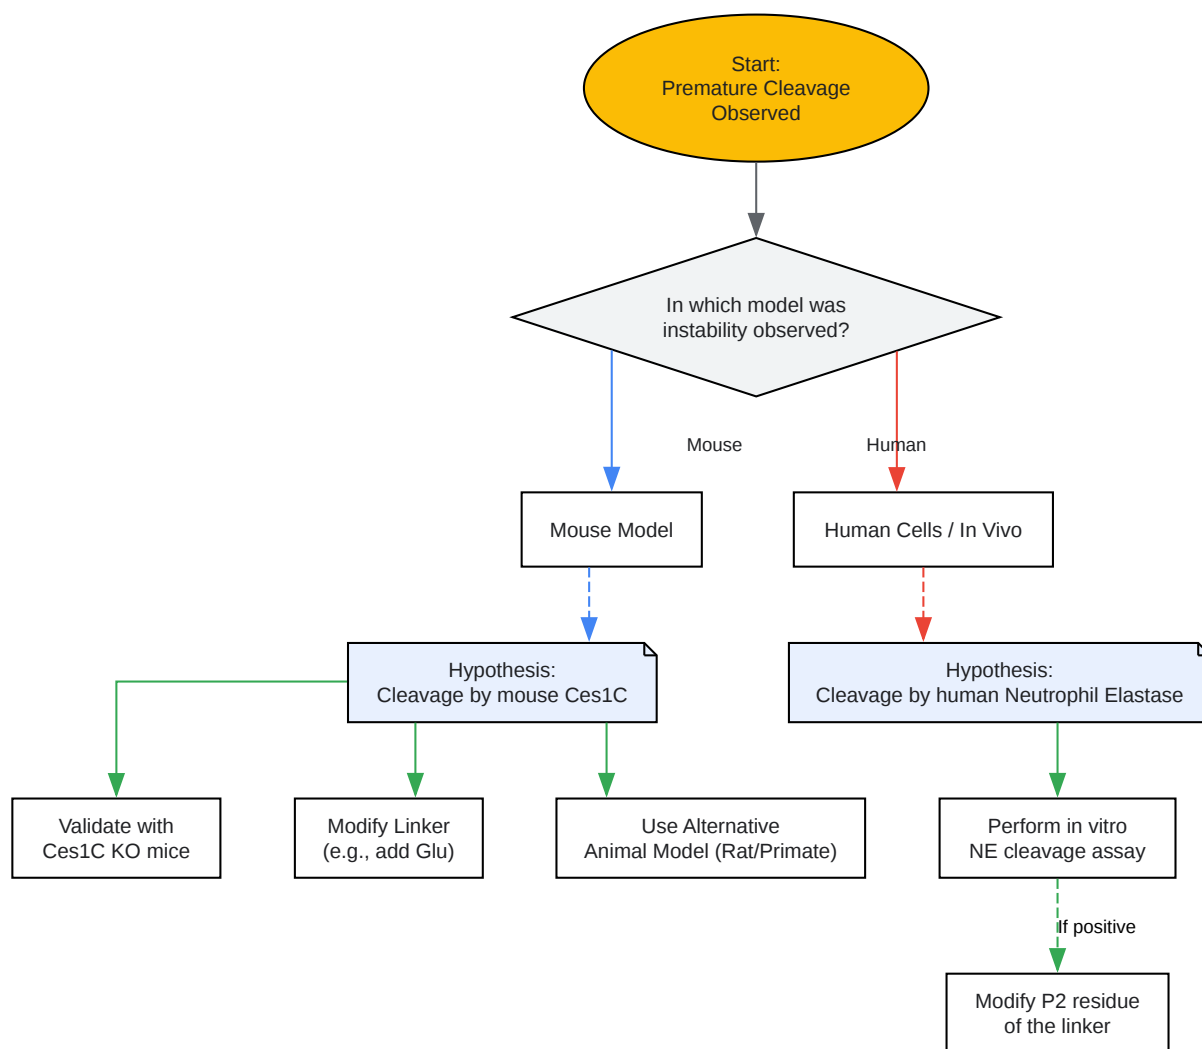 Start:
Premature Cleavage
Observed
In which model was
instability observed?
Mouse
Human
Mouse Model
Human Cells / In Vivo
Hypothesis:
Cleavage by mouse Ces1C
Hypothesis:
Cleavage by human Neutrophil Elastase
Validate with
Ces1C KO mice
Modify Linker
(e.g., add Glu)
Use Alternative
Animal Model (Rat/Primate)
Perform in vitro
NE cleavage assay
If positive
Modify P2 residue
of the linker